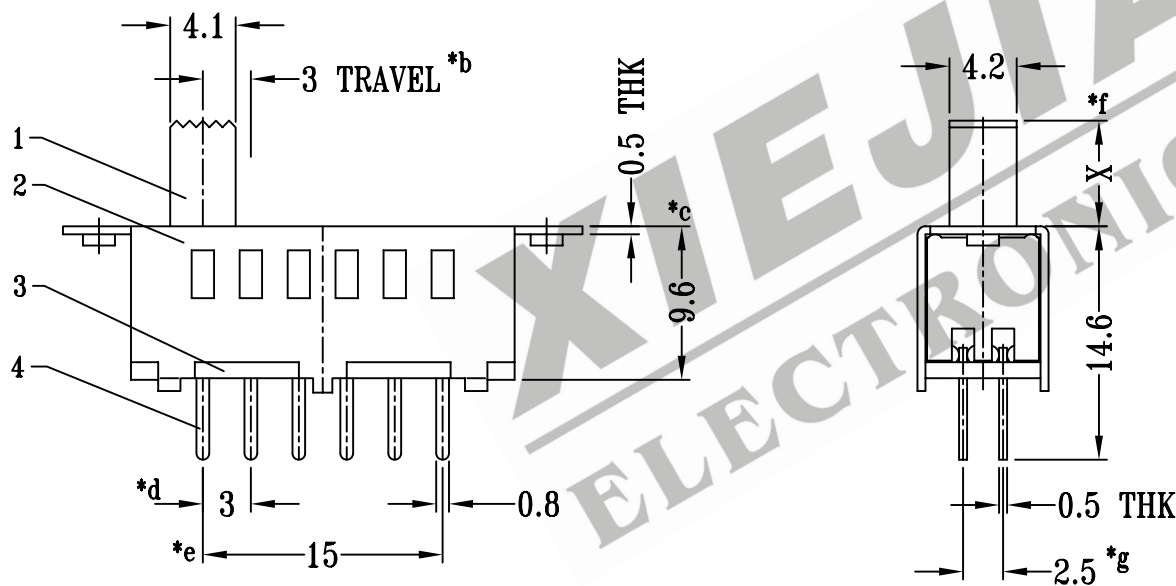 4.1
3 TRAVEL *b
0.5 THK
4.2
*f
X
1
2
*c
9.6
14.6
3
4
*d
3
0.8
0.5 THK
*e
15
2.5 *g
XIEJIA
ELECTRONIC